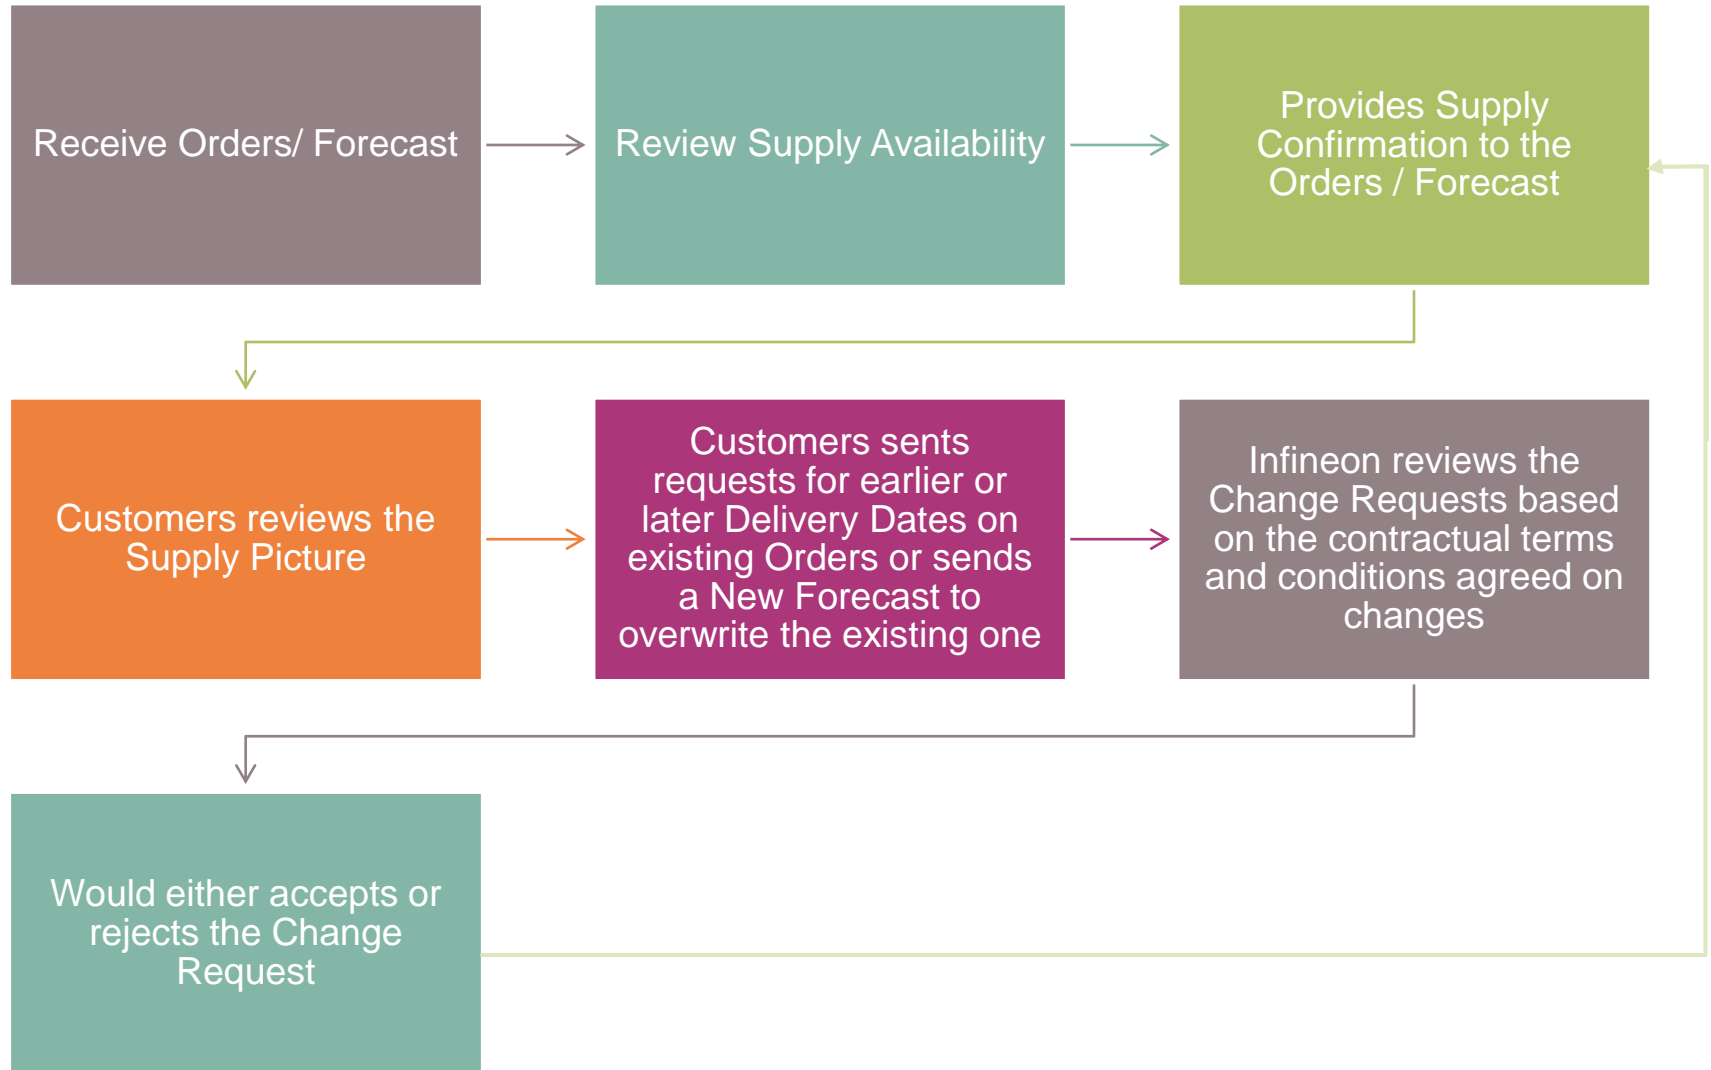 Receive Orders/ Forecast
Review Supply Availability
Provides Supply
Confirmation to the
Orders / Forecast
Customers reviews the
Supply Picture
Customers sents
requests for earlier or
later Delivery Dates on
existing Orders or sends
a New Forecast to
overwrite the existing one
Infineon reviews the
Change Requests based
on the contractual terms
and conditions agreed on
changes
Would either accepts or
rejects the Change
Request